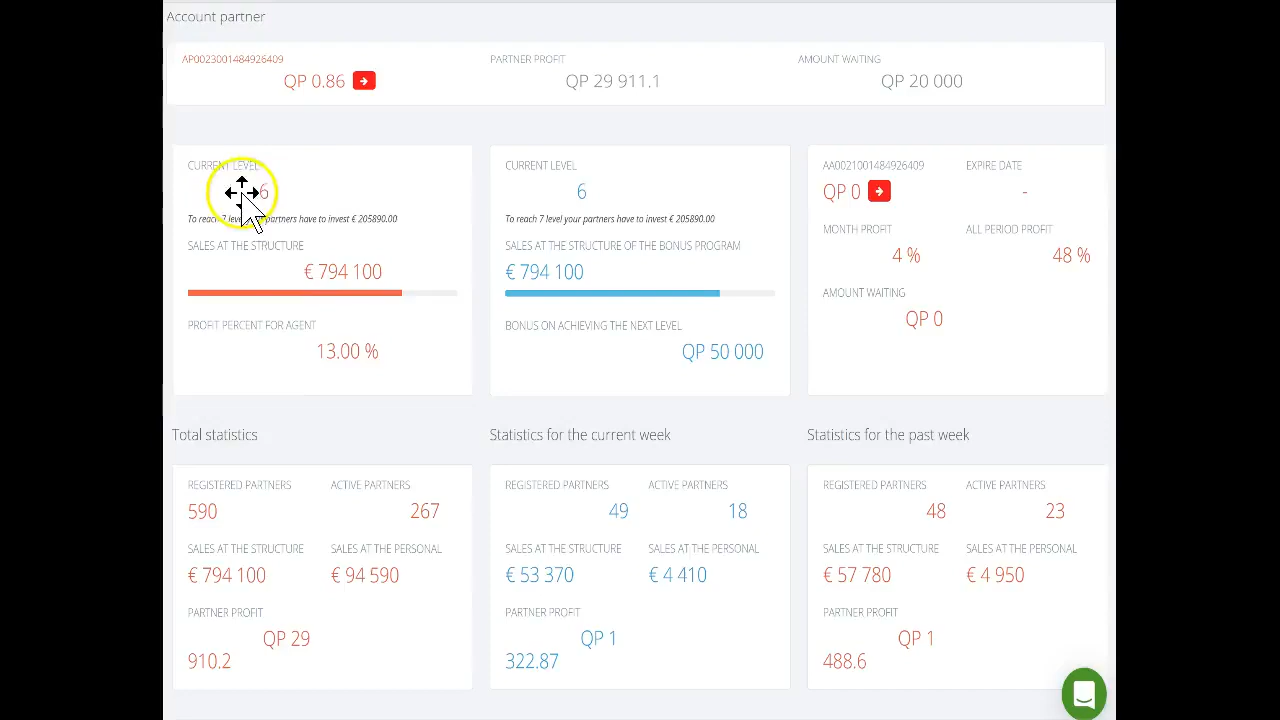 Account partner
AP0023001484926409 PARTNER PROFIT AMOUNT WAITING
QP 0.86 QP 29 911.1 QP 20 000
CURRENT LEVEL
6
To reach 7 level your partners have to invest € 205890.00
SALES AT THE STRUCTURE
€ 794 100
PROFIT PERCENT FOR AGENT
13.00 %
CURRENT LEVEL
6
To reach 7 level your partners have to invest € 205890.00
SALES AT THE STRUCTURE OF THE BONUS PROGRAM
€ 794 100
BONUS ON ACHIEVING THE NEXT LEVEL
QP 50 000
AA0021001484926409 EXPIRE DATE
QP 0 -
MONTH PROFIT ALL PERIOD PROFIT
4 % 48 %
AMOUNT WAITING
QP 0
Total statistics
REGISTERED PARTNERS ACTIVE PARTNERS
590 267
SALES AT THE STRUCTURE SALES AT THE PERSONAL
€ 794 100 € 94 590
PARTNER PROFIT
QP 29
910.2
Statistics for the current week
REGISTERED PARTNERS ACTIVE PARTNERS
49 18
SALES AT THE STRUCTURE SALES AT THE PERSONAL
€ 53 370 € 4 410
PARTNER PROFIT
QP 1
322.87
Statistics for the past week
REGISTERED PARTNERS ACTIVE PARTNERS
48 23
SALES AT THE STRUCTURE SALES AT THE PERSONAL
€ 57 780 € 4 950
PARTNER PROFIT
QP 1
488.6